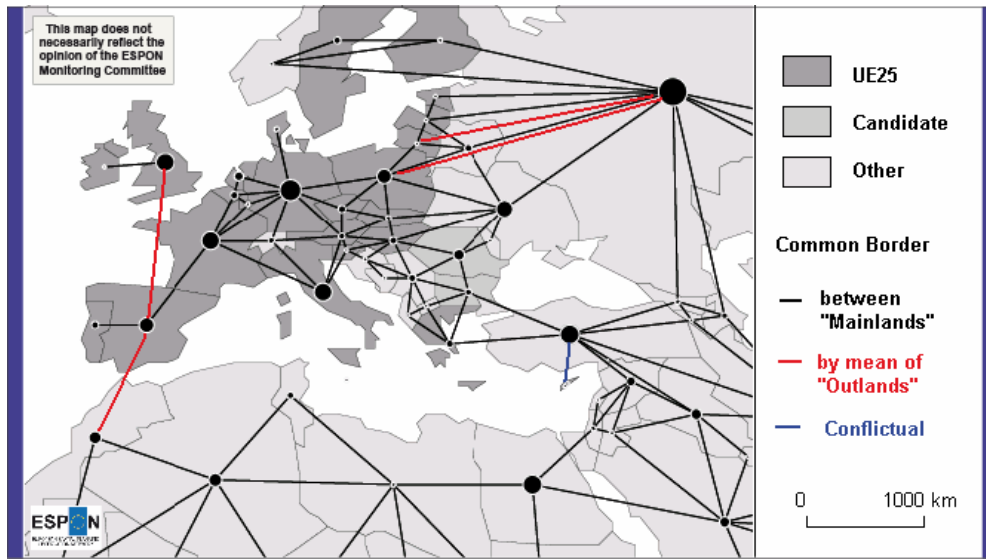 This map does not
necessarily reflect the
opinion of the ESPON
Monitoring Committee
UE25
Candidate
Other
Common Border
between
"Mainlands"
by mean of
"Outlands"
Conflictual
0 1000 km
ESPON